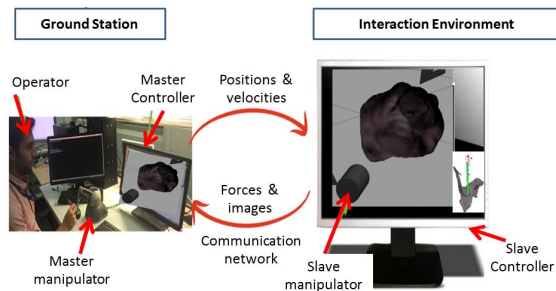 Ground Station
Interaction Environment
Operator
Master
Controller
Positions &
velocities
Forces &
images
Communication
network
Master
manipulator
Slave
manipulator
Slave
Controller